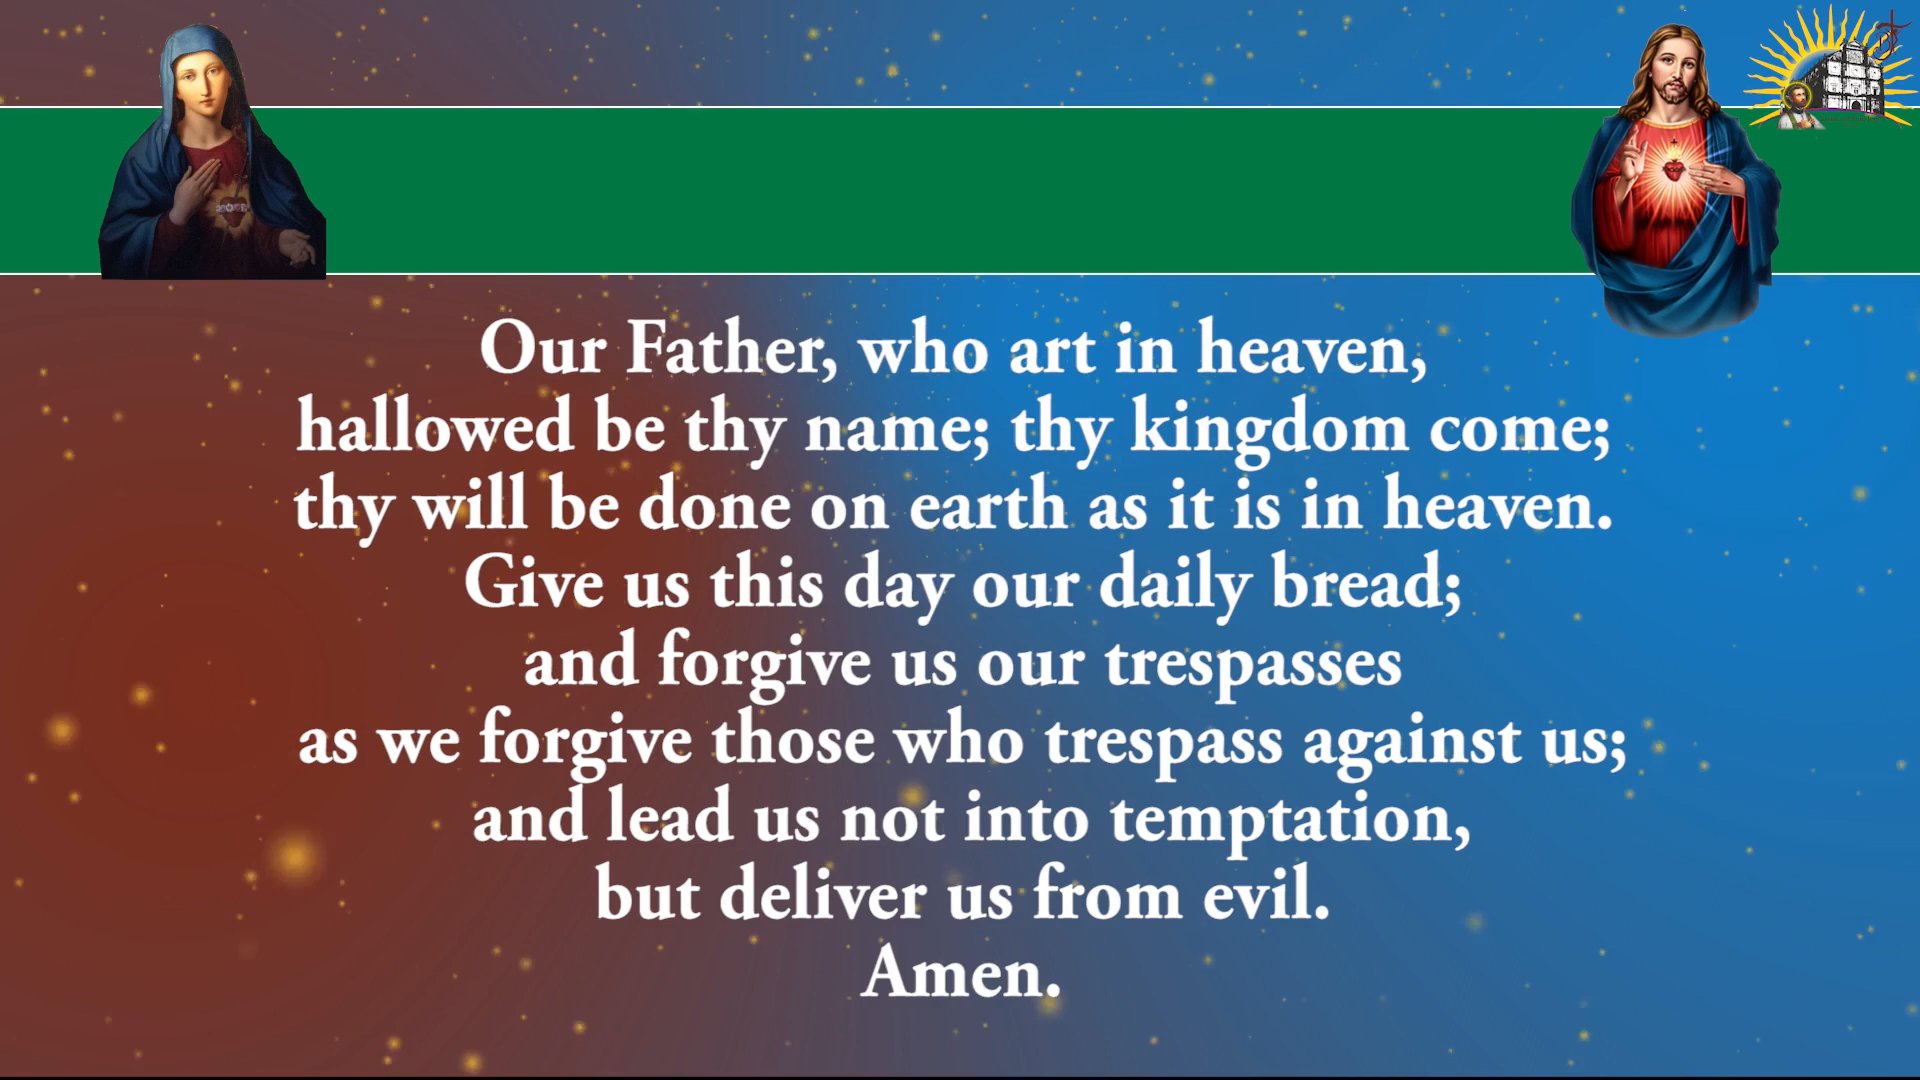 Our Father, who art in heaven,
hallowed be thy name; thy kingdom come;
thy will be done on earth as it is in heaven.
Give us this day our daily bread;
and forgive us our trespasses
as we forgive those who trespass against us;
and lead us not into temptation,
but deliver us from evil.
Amen.